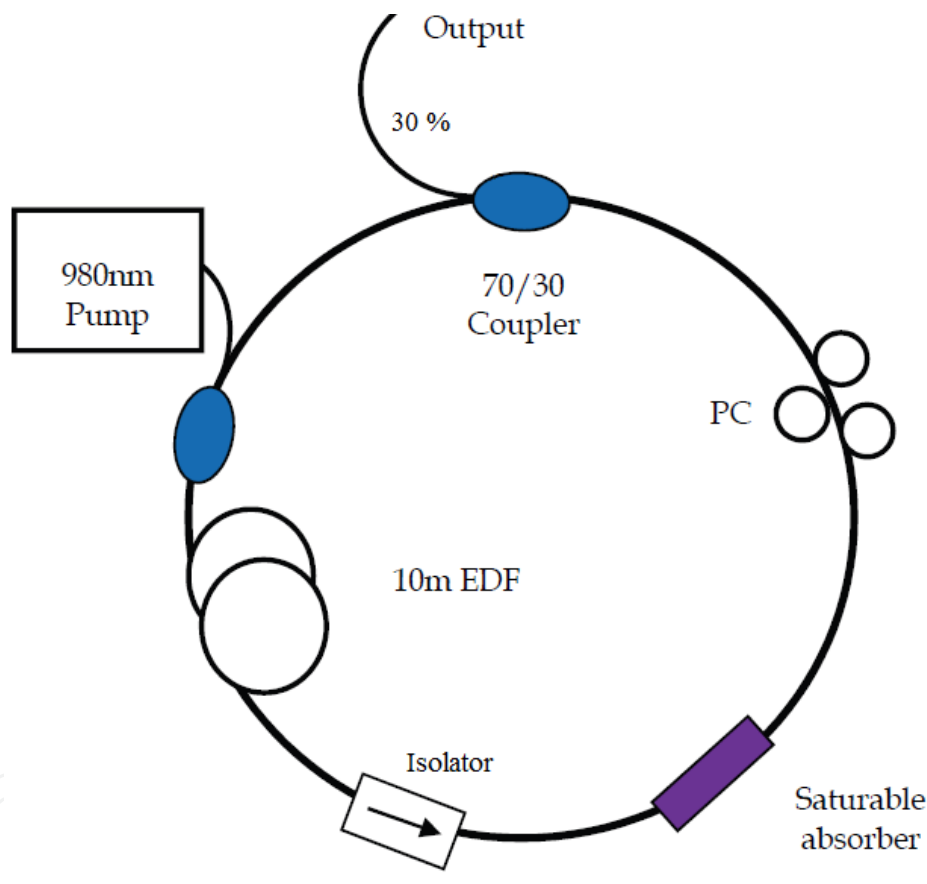 Output
30 %
980nm
Pump
70/30
Coupler
PC
10m EDF
Isolator
Saturable
absorber